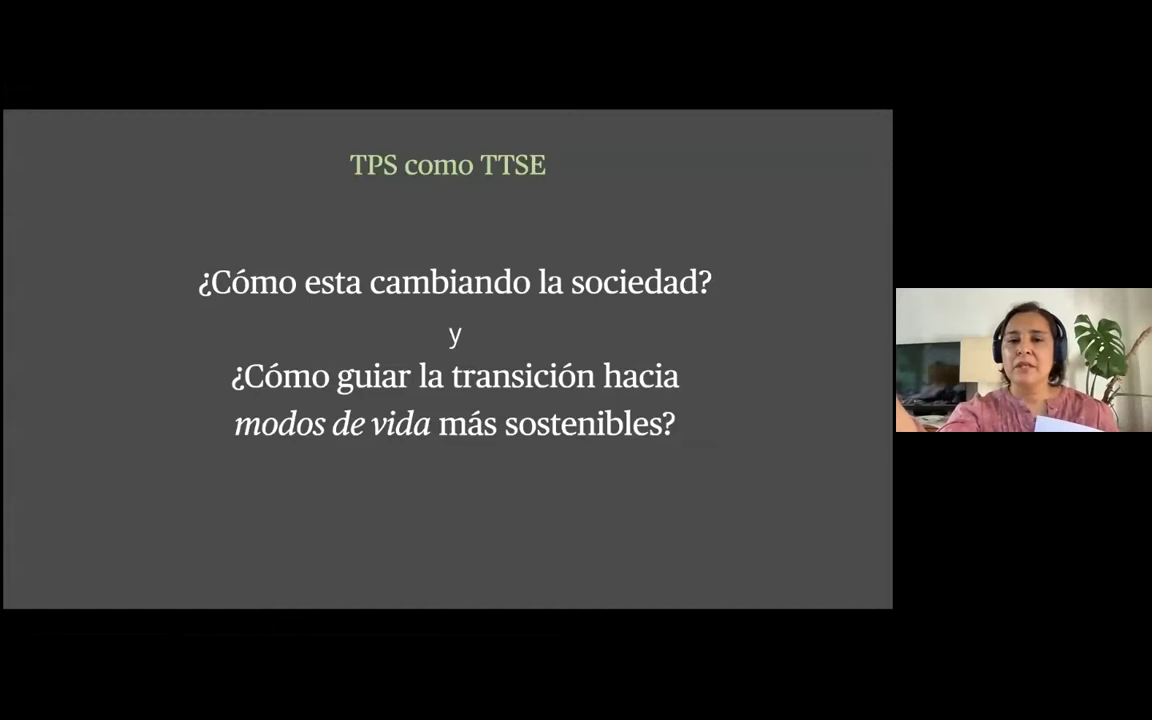 TPS como TTSE
¿Cómo esta cambiando la sociedad?
y
¿Cómo guiar la transición hacia
modos de vida más sostenibles?